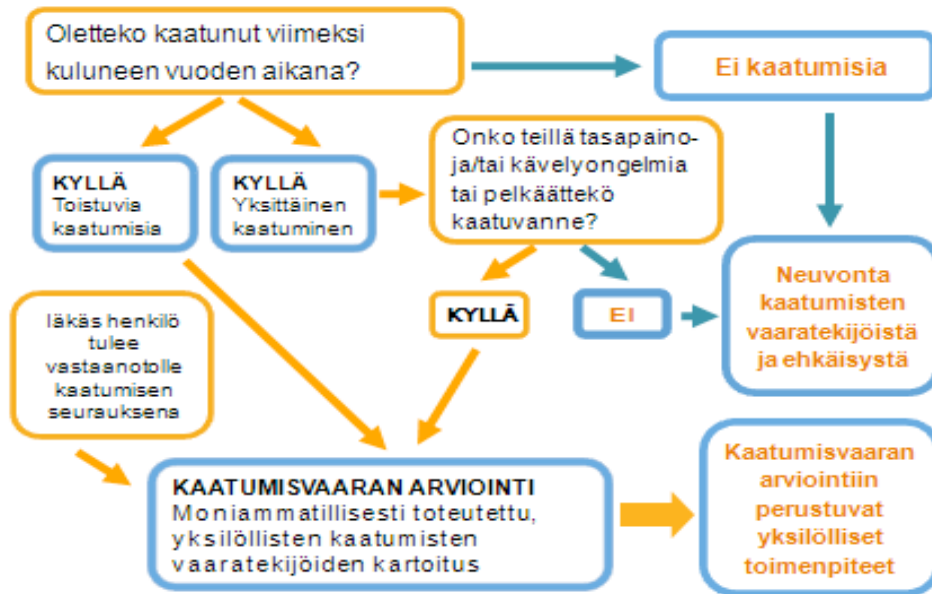 Oletteko kaatunut viimeksi
kuluneen vuoden aikana?
Ei kaatumisia
KYLLÄ
Toistuvia
kaatumisia
KYLLÄ
Yksittäinen
kaatuminen
Onko teillä tasapaino-
ja/tai kävelyongelmia
tai pelkäättekö
kaatuvanne?
KYLLÄ
EI
Neuvonta
kaatumisten
vaaratekijöistä
ja ehkäisystä
Iäkäs henkilö
tulee
vastaanotolle
kaatumisen
seurauksena
KAATUMISVAARAN ARVIOINTI
Moniammatillisesti toteutettu,
yksilöllisten kaatumisten
vaaratekijöiden kartoitus
Kaatumisvaaran
arviointiin
perustuvat
yksilölliset
toimenpiteet